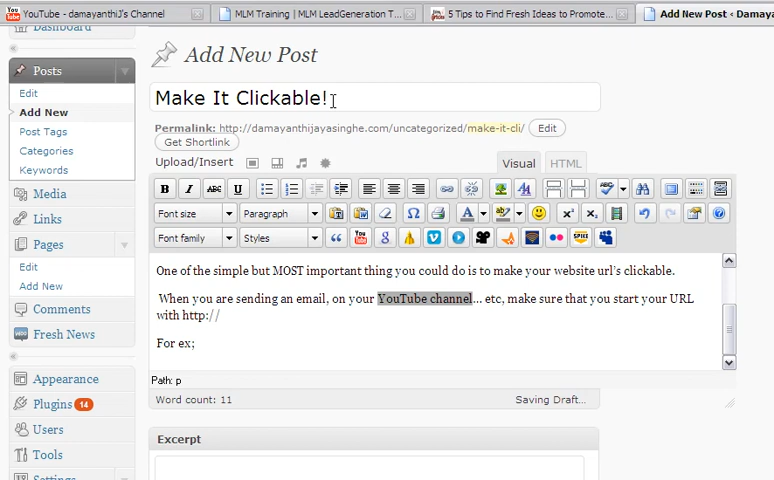 YouTube - damayanthiJ's Channel
MLM Training | MLM LeadGeneration T...
5 Tips to Find Fresh Ideas to Promote...
Add New Post ‹ Damaya
Dashboard
Posts
Edit
Add New
Post Tags
Categories
Keywords
Media
Links
Pages
Edit
Add New
Comments
Fresh News
Appearance
Plugins 14
Users
Tools
Settings
Add New Post
Make It Clickable!
Permalink: http://damayanthijayasinghe.com/uncategorized/make-it-cli/ Edit
Get Shortlink
Upload/Insert
Visual HTML
B I ABC U
Font size Paragraph
Font family Styles
One of the simple but MOST important thing you could do is to make your website url's clickable.
When you are sending an email, on your YouTube channel... etc, make sure that you start your URL
with http://
For ex;
Path: p
Word count: 11 Saving Draft...
Excerpt